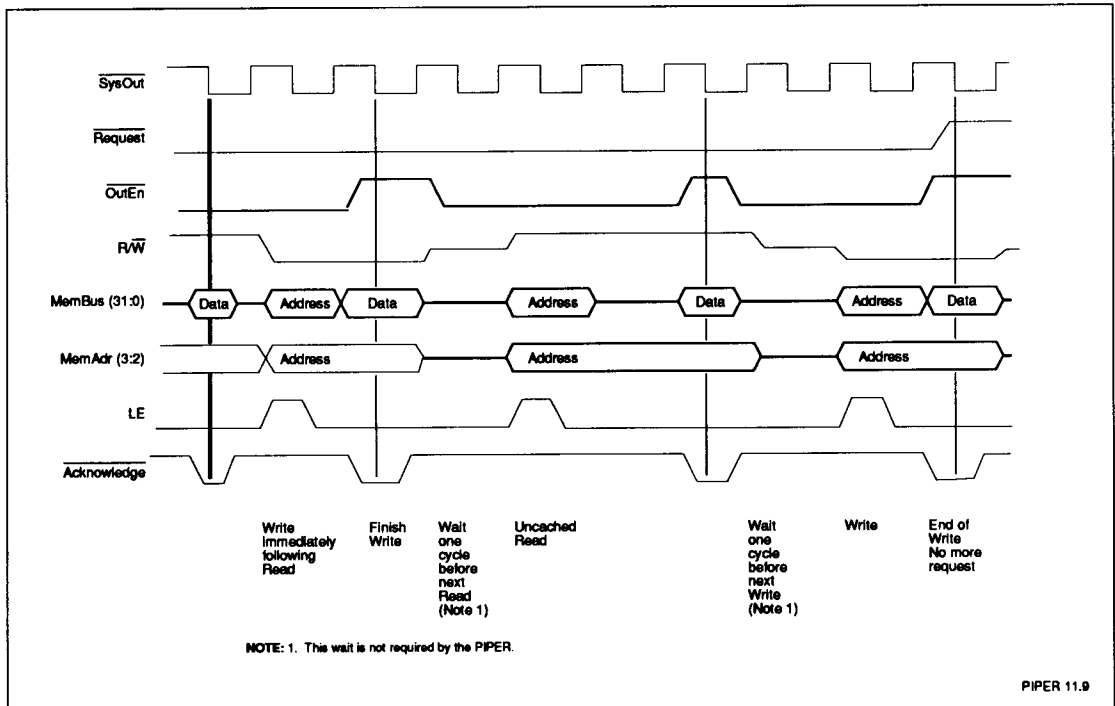 SysOut
Request
OutEn
R/W
MemBus (31:0) Data Address Data Address Data Address Data
MemAdr (3:2) Address Address Address
LE
Acknowledge
Write
immediately
following
Read
Finish
Write
Wait
one
cycle
before
next
Read
(Note 1)
Uncached
Read
Wait
one
cycle
before
next
Write
(Note 1)
Write
End of
Write
No more
request
NOTE: 1. This wait is not required by the PIPER.
PIPER 11.9